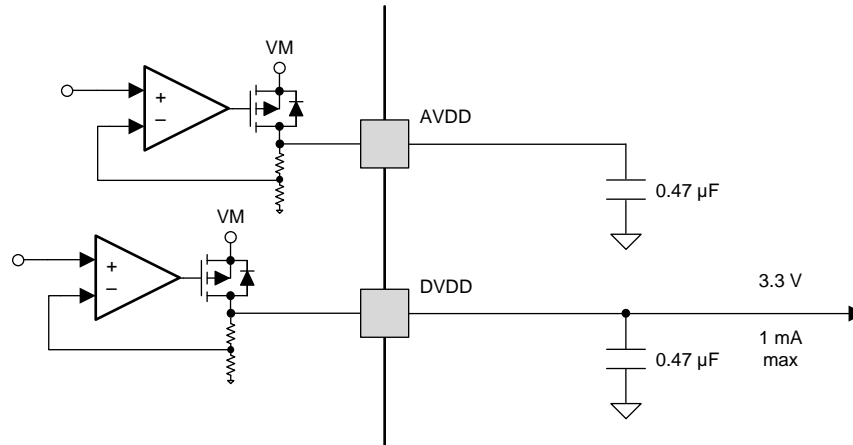 VM
+
−
AVDD
0.47 µF
VM
+
−
DVDD
3.3 V
1 mA
max
0.47 µF